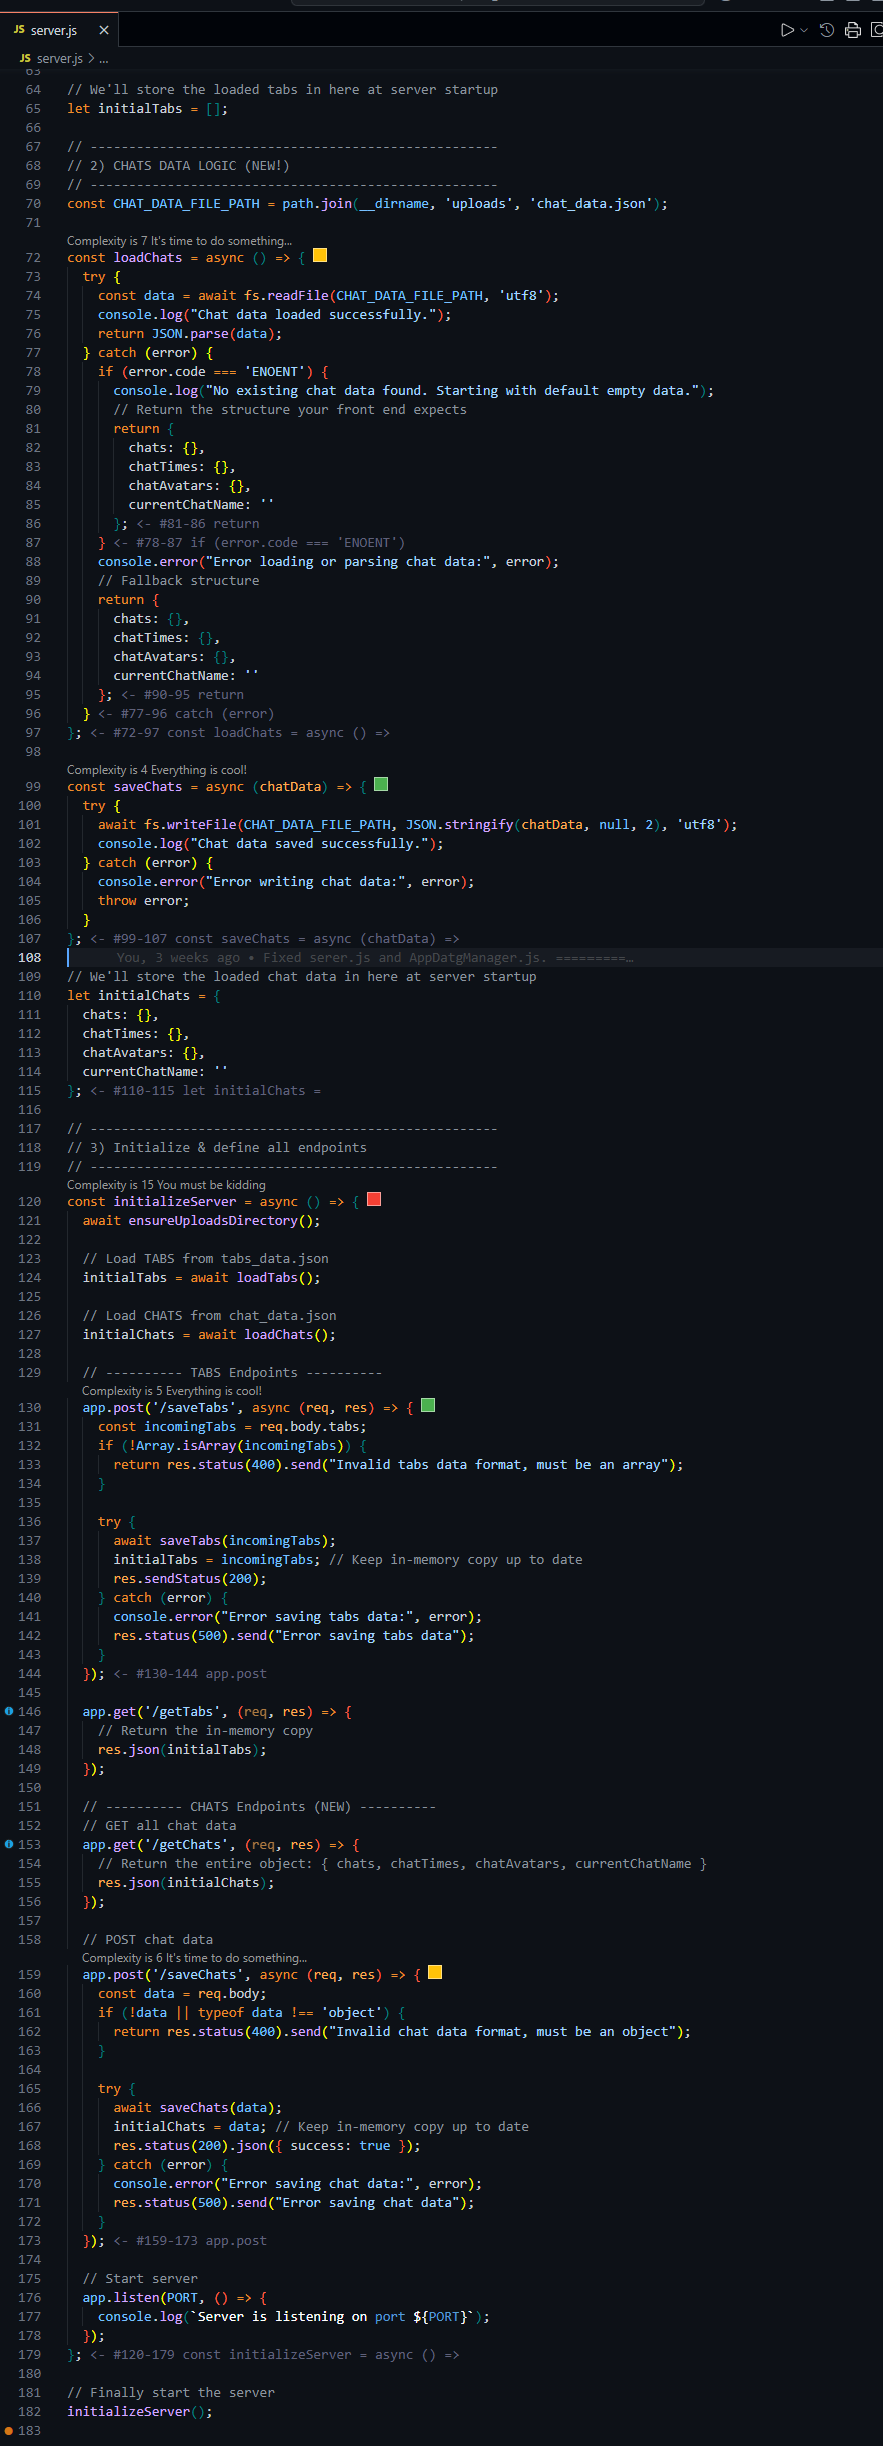 JS server.js ×
JS server.js > ...
63
64 // We'll store the loaded tabs in here at server startup
65 let initialTabs = [];
66
67 // -----------------------------------------------------
68 // 2) CHATS DATA LOGIC (NEW!)
69 // -----------------------------------------------------
70 const CHAT_DATA_FILE_PATH = path.join(__dirname, 'uploads', 'chat_data.json');
71
Complexity is 7 It's time to do something...
72 const loadChats = async () => {
73   try {
74     const data = await fs.readFile(CHAT_DATA_FILE_PATH, 'utf8');
75     console.log("Chat data loaded successfully.");
76     return JSON.parse(data);
77   } catch (error) {
78     if (error.code === 'ENOENT') {
79       console.log("No existing chat data found. Starting with default empty data.");
80       // Return the structure your front end expects
81       return {
82         chats: {},
83         chatTimes: {},
84         chatAvatars: {},
85         currentChatName: ''
86       }; <- #81-86 return
87     } <- #78-87 if (error.code === 'ENOENT')
88     console.error("Error loading or parsing chat data:", error);
89     // Fallback structure
90     return {
91       chats: {},
92       chatTimes: {},
93       chatAvatars: {},
94       currentChatName: ''
95     }; <- #90-95 return
96   } <- #77-96 catch (error)
97 }; <- #72-97 const loadChats = async () =>
98
Complexity is 4 Everything is cool!
99 const saveChats = async (chatData) => {
100   try {
101     await fs.writeFile(CHAT_DATA_FILE_PATH, JSON.stringify(chatData, null, 2), 'utf8');
102     console.log("Chat data saved successfully.");
103   } catch (error) {
104     console.error("Error writing chat data:", error);
105     throw error;
106   }
107 }; <- #99-107 const saveChats = async (chatData) =>
108 You, 3 weeks ago • Fixed serer.js and AppDatgManager.js. =========…
109 // We'll store the loaded chat data in here at server startup
110 let initialChats = {
111   chats: {},
112   chatTimes: {},
113   chatAvatars: {},
114   currentChatName: ''
115 }; <- #110-115 let initialChats =
116
117 // -----------------------------------------------------
118 // 3) Initialize & define all endpoints
119 // -----------------------------------------------------
Complexity is 15 You must be kidding
120 const initializeServer = async () => {
121   await ensureUploadsDirectory();
122
123   // Load TABS from tabs_data.json
124   initialTabs = await loadTabs();
125
126   // Load CHATS from chat_data.json
127   initialChats = await loadChats();
128
129   // ---------- TABS Endpoints ----------
Complexity is 5 Everything is cool!
130   app.post('/saveTabs', async (req, res) => {
131     const incomingTabs = req.body.tabs;
132     if (!Array.isArray(incomingTabs)) {
133       return res.status(400).send("Invalid tabs data format, must be an array");
134     }
135
136     try {
137       await saveTabs(incomingTabs);
138       initialTabs = incomingTabs; // Keep in-memory copy up to date
139       res.sendStatus(200);
140     } catch (error) {
141       console.error("Error saving tabs data:", error);
142       res.status(500).send("Error saving tabs data");
143     }
144   }); <- #130-144 app.post
145
146   app.get('/getTabs', (req, res) => {
147     // Return the in-memory copy
148     res.json(initialTabs);
149   });
150
151   // ---------- CHATS Endpoints (NEW) ----------
152   // GET all chat data
153   app.get('/getChats', (req, res) => {
154     // Return the entire object: { chats, chatTimes, chatAvatars, currentChatName }
155     res.json(initialChats);
156   });
157
158   // POST chat data
Complexity is 6 It's time to do something...
159   app.post('/saveChats', async (req, res) => {
160     const data = req.body;
161     if (!data || typeof data !== 'object') {
162       return res.status(400).send("Invalid chat data format, must be an object");
163     }
164
165     try {
166       await saveChats(data);
167       initialChats = data; // Keep in-memory copy up to date
168       res.status(200).json({ success: true });
169     } catch (error) {
170       console.error("Error saving chat data:", error);
171       res.status(500).send("Error saving chat data");
172     }
173   }); <- #159-173 app.post
174
175   // Start server
176   app.listen(PORT, () => {
177     console.log(`Server is listening on port ${PORT}`);
178   });
179 }; <- #120-179 const initializeServer = async () =>
180
181 // Finally start the server
182 initializeServer();
183